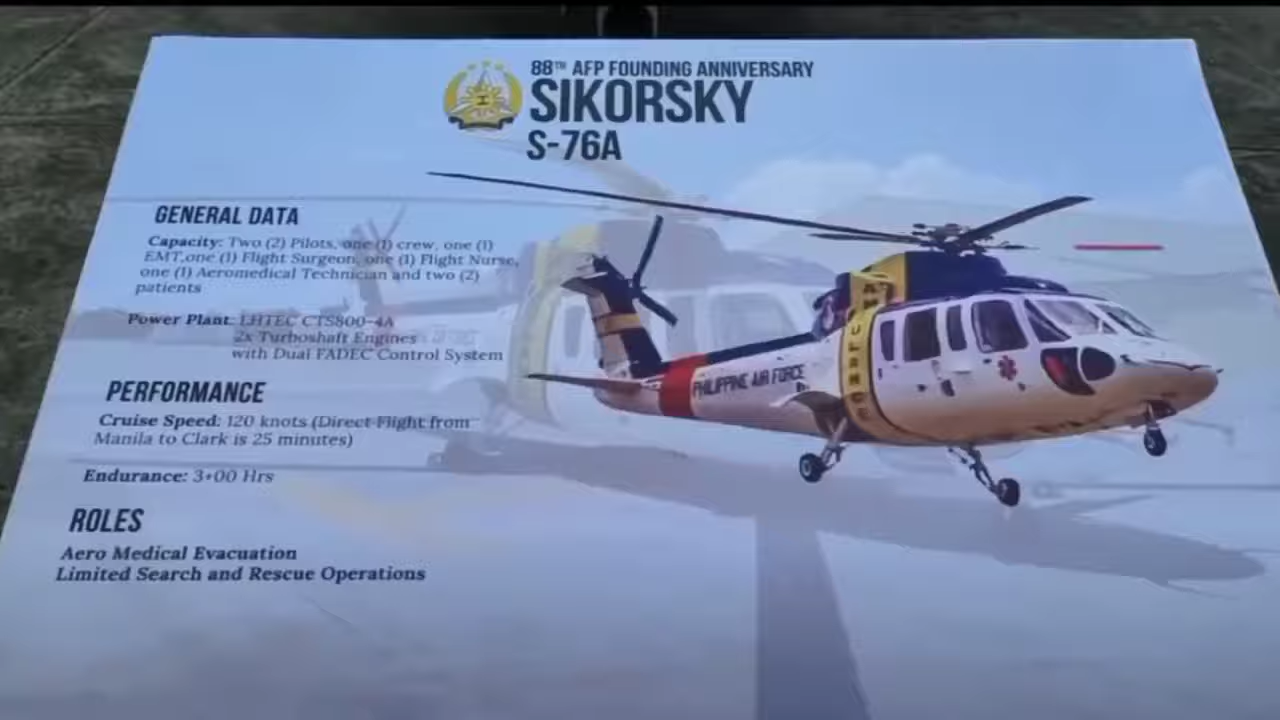 88TH AFP FOUNDING ANNIVERSARY
SIKORSKY
S-76A
GENERAL DATA
Capacity: Two (2) Pilots, one (1) crew, one (1)
EMT,one (1) Flight Surgeon, one (1) Flight Nurse,
one (1) Aeromedical Technician and two (2)
patients
Power Plant: LHTEC CTS800-4A
2x Turboshaft Engines
with Dual FADEC Control System
PERFORMANCE
Cruise Speed: 120 knots (Direct Flight from
Manila to Clark is 25 minutes)
Endurance: 3+00 Hrs
ROLES
Aero Medical Evacuation
Limited Search and Rescue Operations
PHILIPPINE AIR FORCE